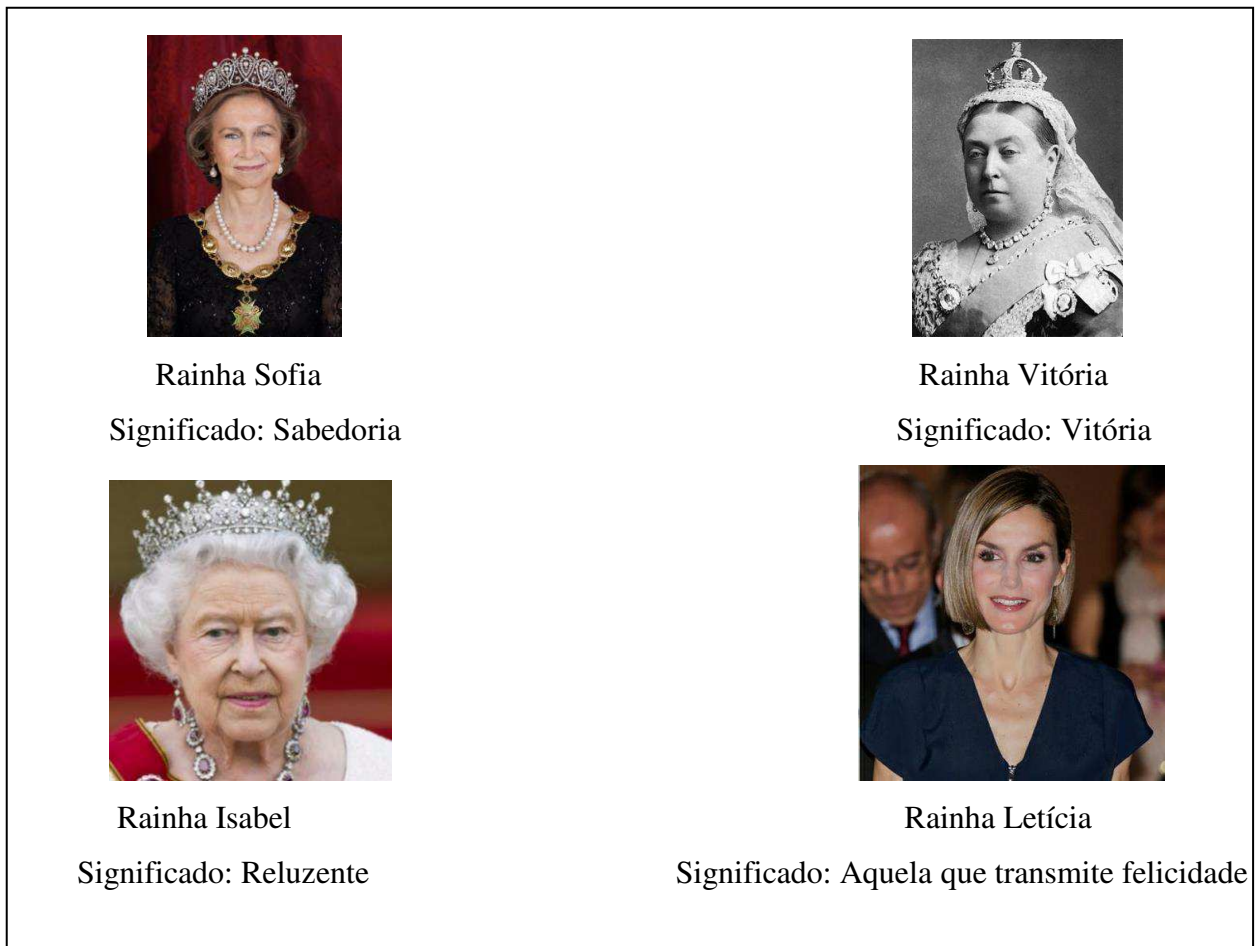 Rainha Sofia
Significado: Sabedoria
Rainha Vitória
Significado: Vitória
Rainha Isabel
Significado: Reluzente
Rainha Letícia
Significado: Aquela que transmite felicidade